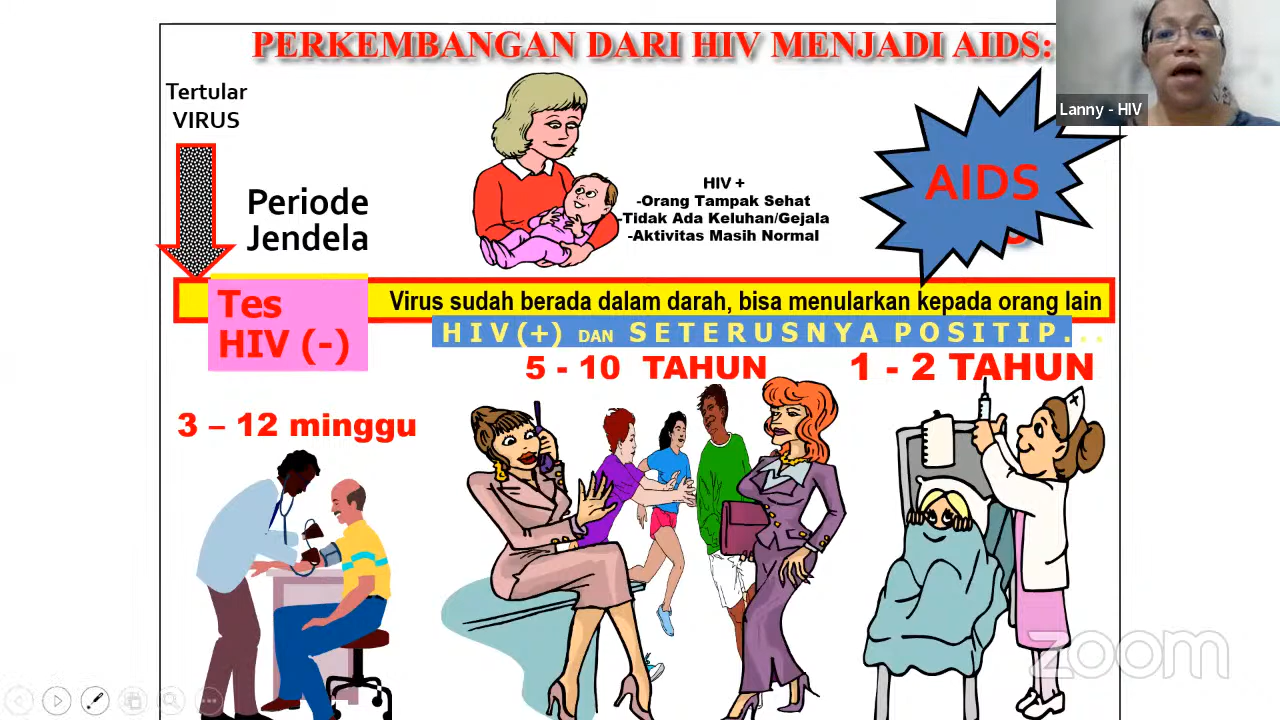 PERKEMBANGAN DARI HIV MENJADI AIDS:
Lanny - HIV
Tertular
VIRUS
Periode
Jendela
HIV +
-Orang Tampak Sehat
-Tidak Ada Keluhan/Gejala
-Aktivitas Masih Normal
AIDS
Tes
HIV (-)
Virus sudah berada dalam darah, bisa menularkan kepada orang lain
HIV(+) DAN SETERUSNYA POSITIP...
5 - 10 TAHUN
1 - 2 TAHUN
3 – 12 minggu
zoom